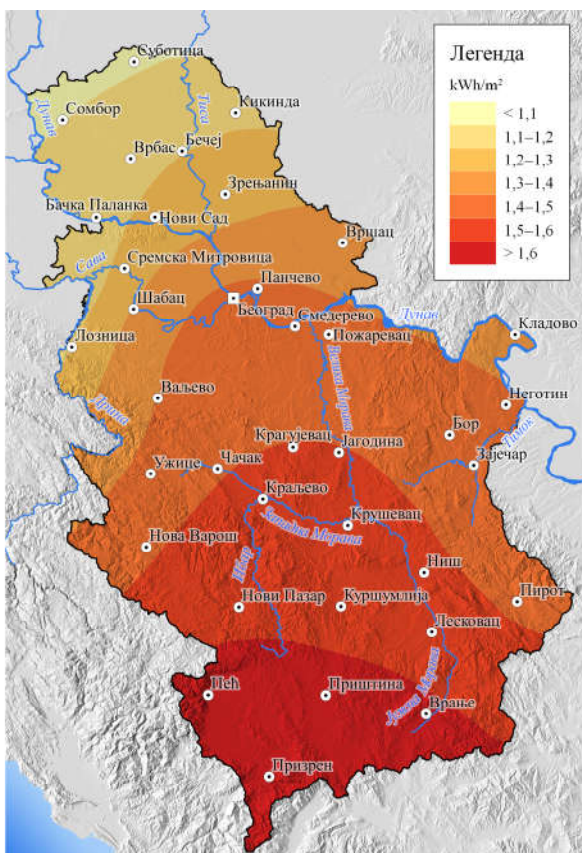 Легенда
kWh/m²
< 1,1
1,1–1,2
1,2–1,3
1,3–1,4
1,4–1,5
1,5–1,6
> 1,6
Суботица
Дунав
Сомбор
Тиса
Кикинда
Врбас
Бечеј
Зрењанин
Бачка Паланка
Нови Сад
Вршац
Сава
Сремска Митровица
Панчево
Шабац
Београд
Смедерево
Дунав
Пожаревац
Кладово
Лозница
Велика Морава
Дрина
Ваљево
Неготин
Бор
Тимок
Крагујевац
Јагодина
Зајечар
Ужице
Чачак
Краљево
Западна Морава
Крушевац
Нова Варош
Ибар
Ниш
Нови Пазар
Куршумлија
Пирот
Лесковац
Пећ
Приштина
Јужна Морава
Врање
Призрен